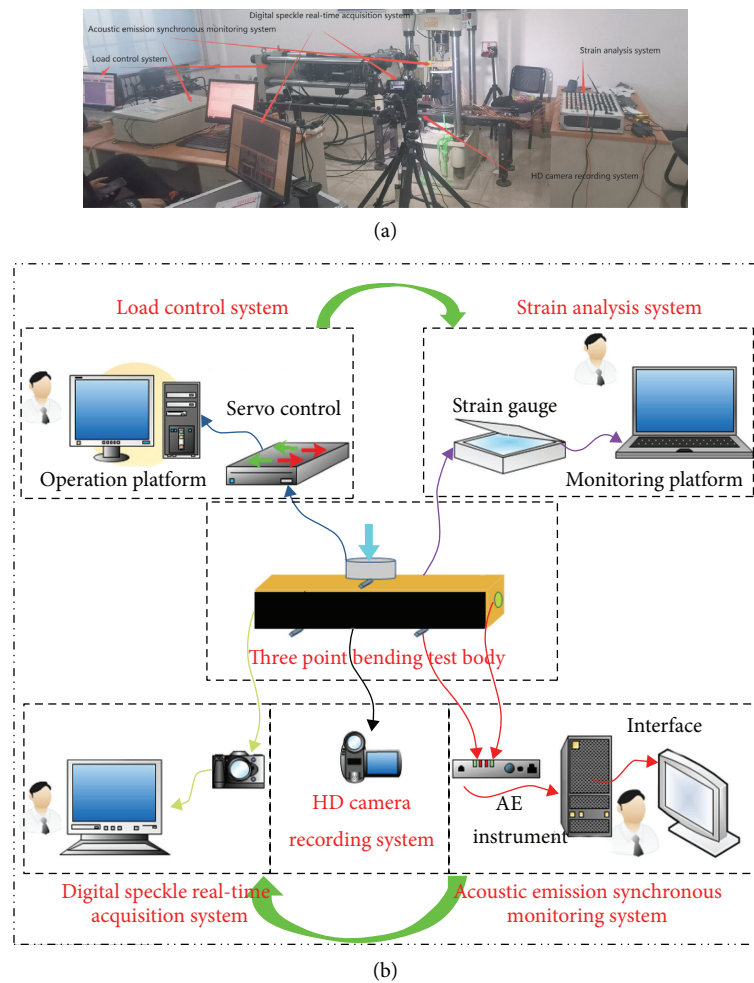 Digital speckle real-time acquisition system
Acoustic emission synchronous monitoring system
Load control system
Strain analysis system
HD camera recording system
(a)
Load control system
Strain analysis system
Servo control
Strain gauge
Operation platform
Monitoring platform
Three point bending test body
Interface
HD camera
recording system
AE
instrument
Digital speckle real-time
acquisition system
Acoustic emission synchronous
monitoring system
(b)